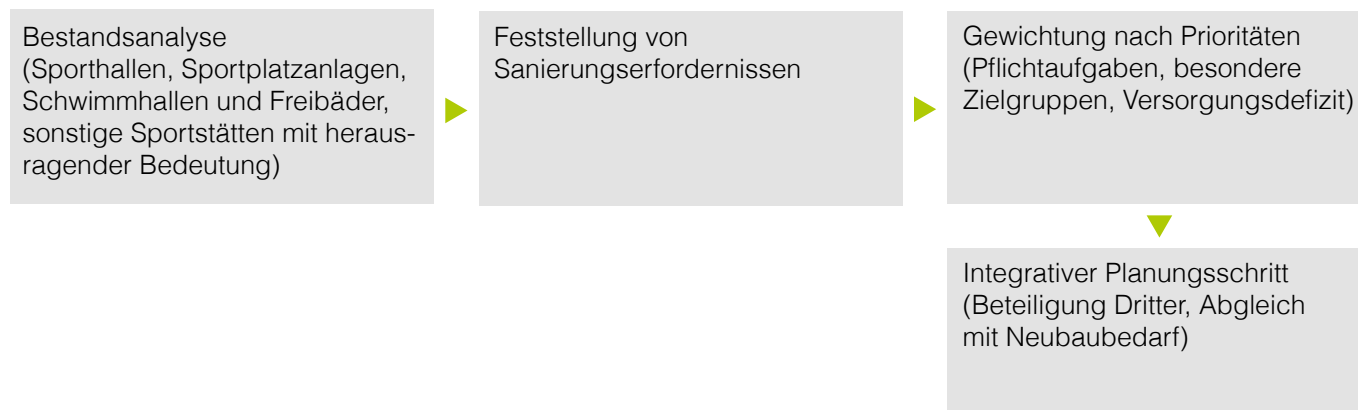 Bestandsanalyse
(Sporthallen, Sportplatzanlagen,
Schwimmhallen und Freibäder,
sonstige Sportstätten mit heraus-
ragender Bedeutung)
Feststellung von
Sanierungserfordernissen
Gewichtung nach Prioritäten
(Pflichtaufgaben, besondere
Zielgruppen, Versorgungsdefizit)
Integrativer Planungsschritt
(Beteiligung Dritter, Abgleich
mit Neubaubedarf)